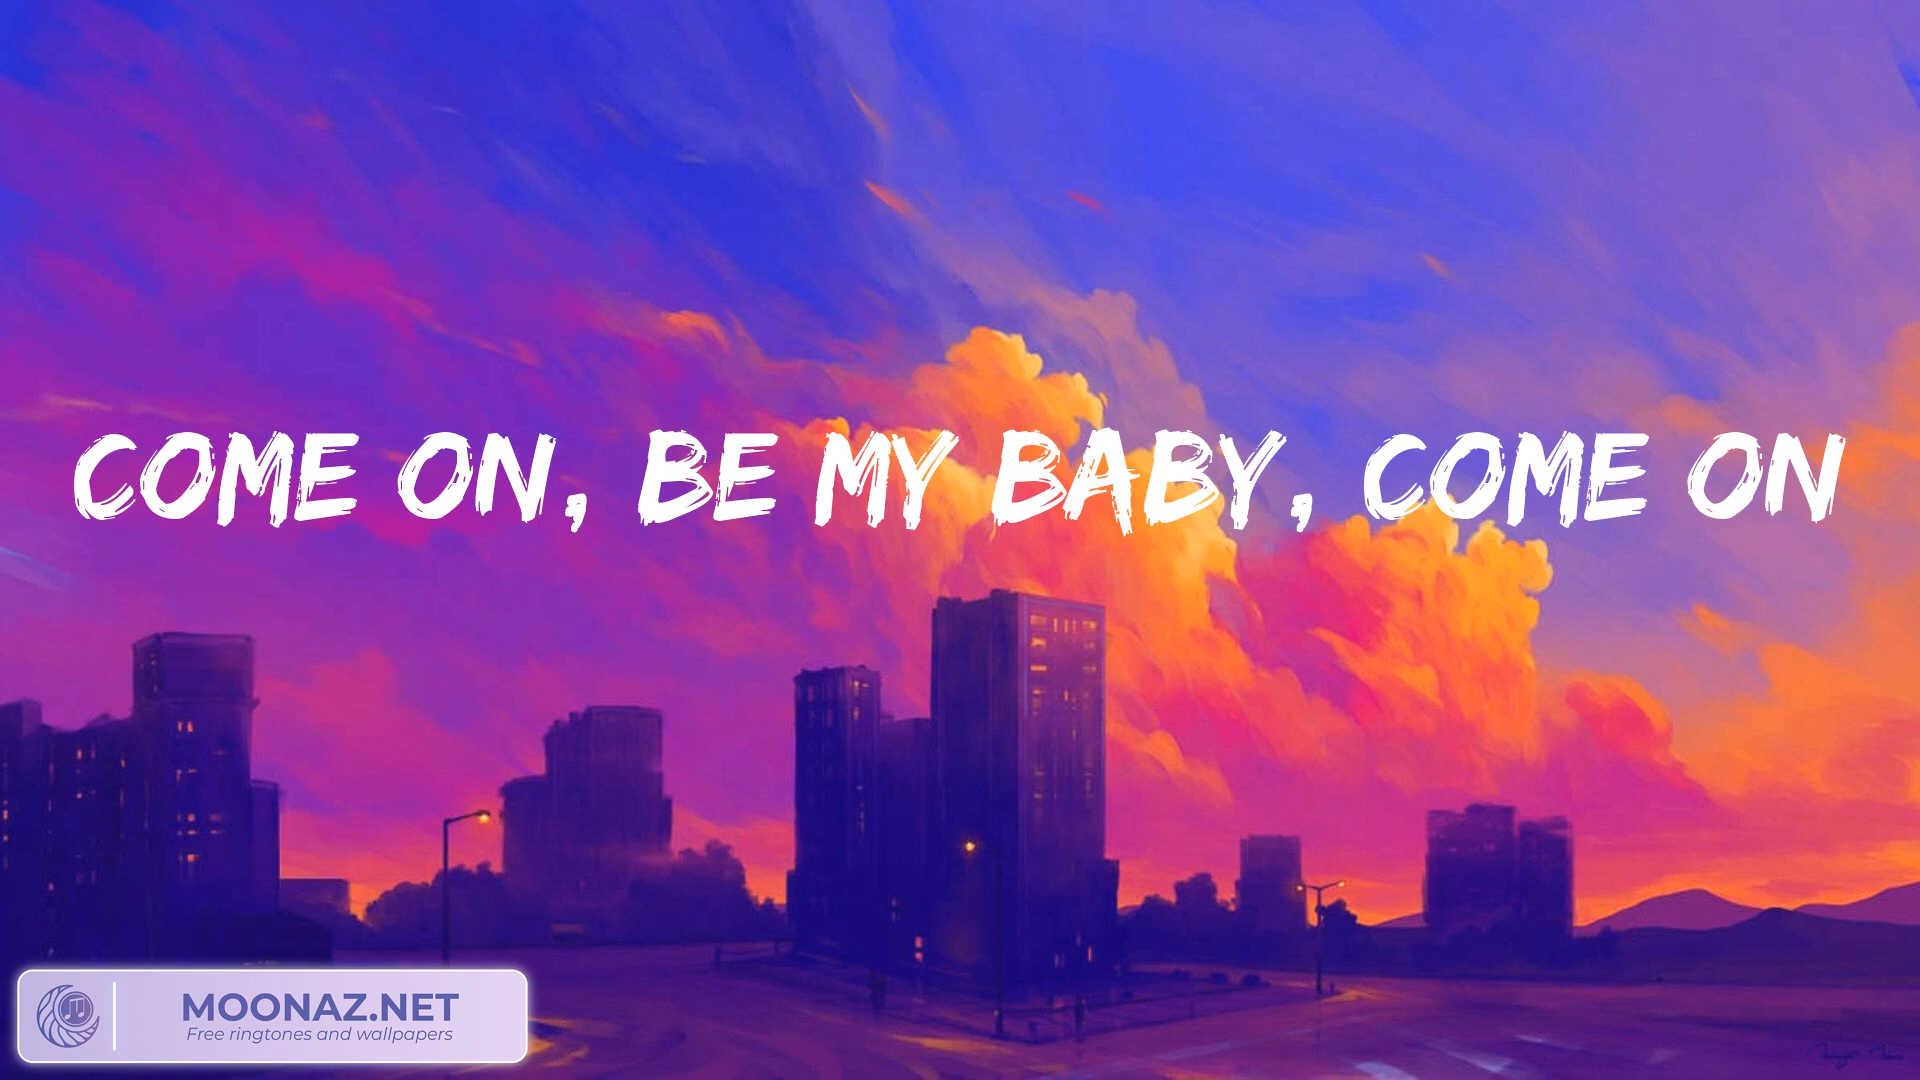 COME ON, BE MY BABY, COME ON
MOONAZ.NET
Free ringtones and wallpapers